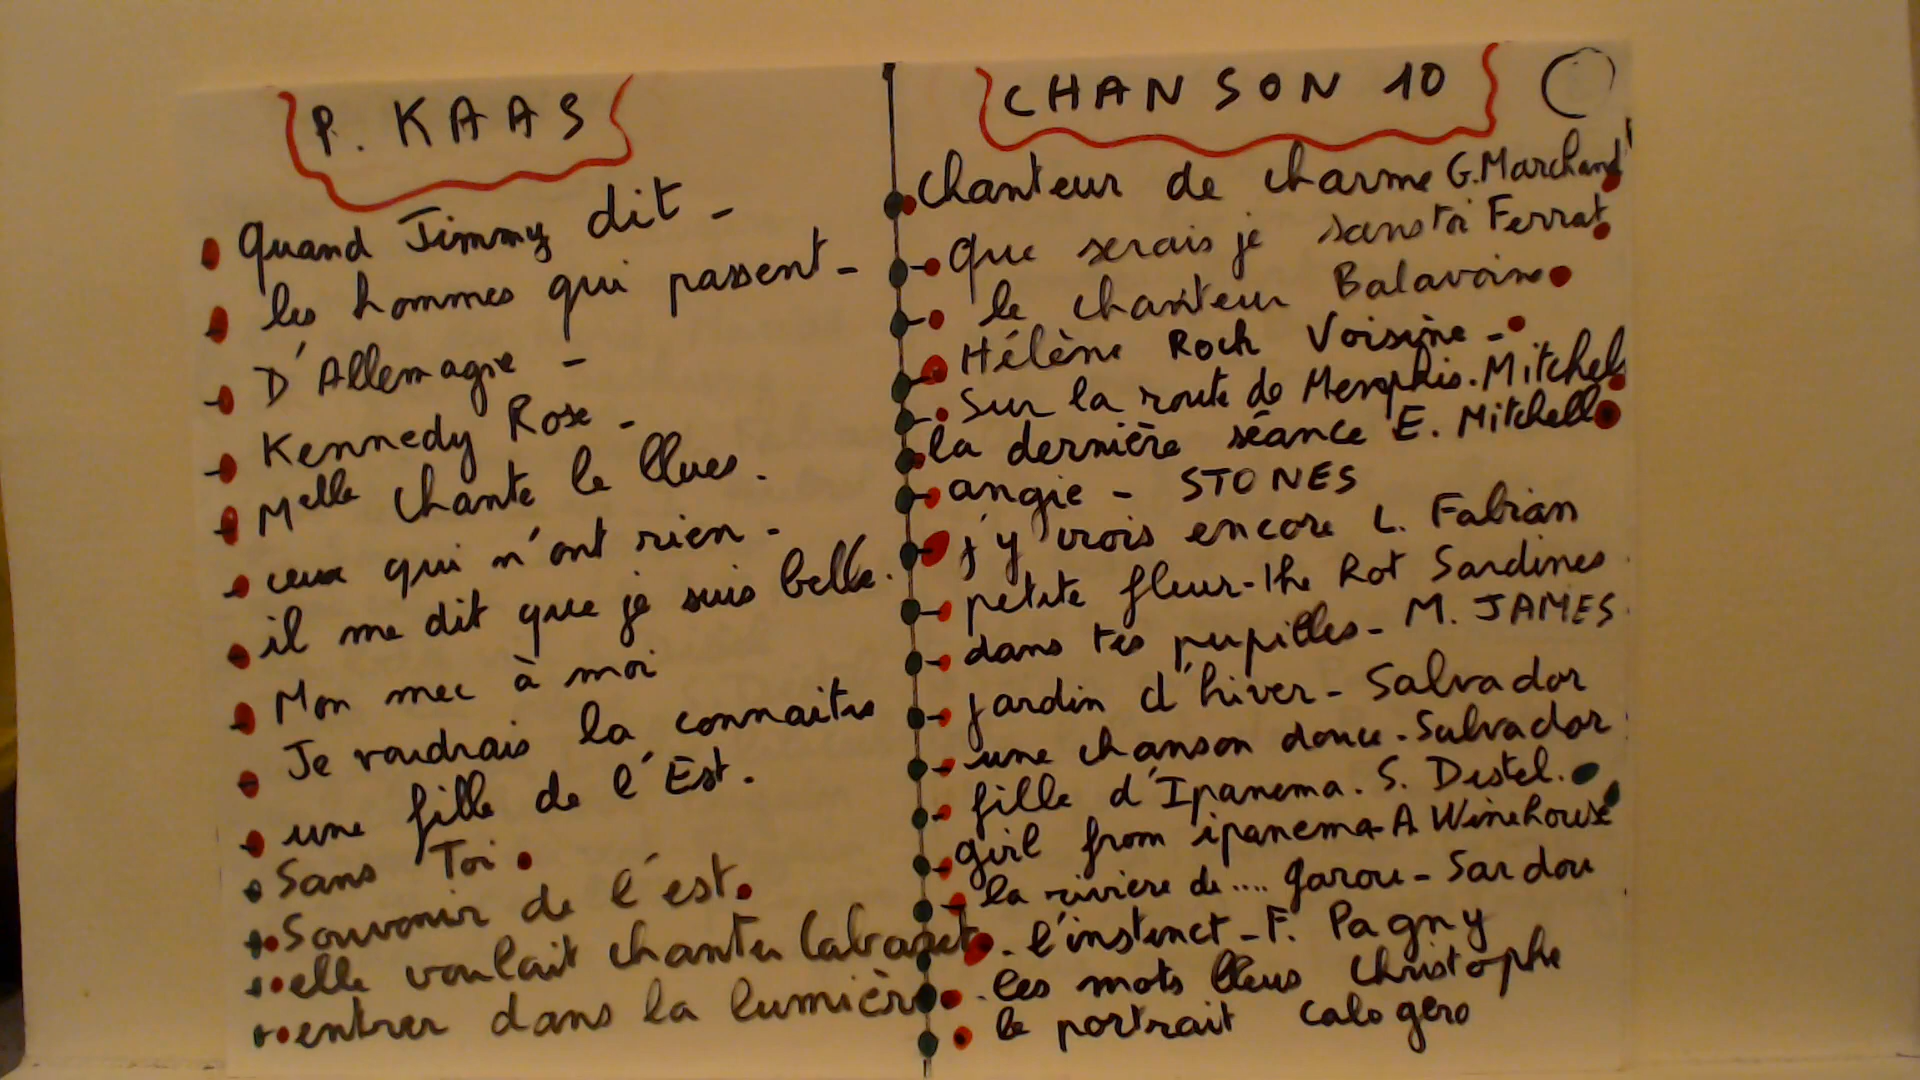 P. KAAS
Quand Jimmy dit -
les hommes qui passent -
D'Allemagne -
Kennedy Rose -
Melle chante le blues.
ceux qui n'ont rien -
il me dit que je suis belle.
Mon mec à moi
Je voudrais la connaitre
une fille de l'Est.
Sans Toi
Souvenir de l'est.
elle voulait chanter Cabaret
entrer dans la lumière
CHANSON 10
chanteur de charme G. Marchand
Que serais je sans toi Ferrat
le chanteur Balavoine
Hélène Roch Voisine -
Sur la route de Memphis. Mitchel
la dernière séance E. Mitchell
angie - STONES
j'y crois encore L. Fabian
petite fleur - The Rot Sardines
dans tes pupilles - M. JAMES
jardin d'hiver - Salvador
une chanson douce - Salvador
fille d'Ipanema. S. Distel.
girl from ipanema - A Winehouse
la rivière de .... Garou - Sardou
l'instinct - F. Pagny
les mots bleus Christophe
le portrait Calogero